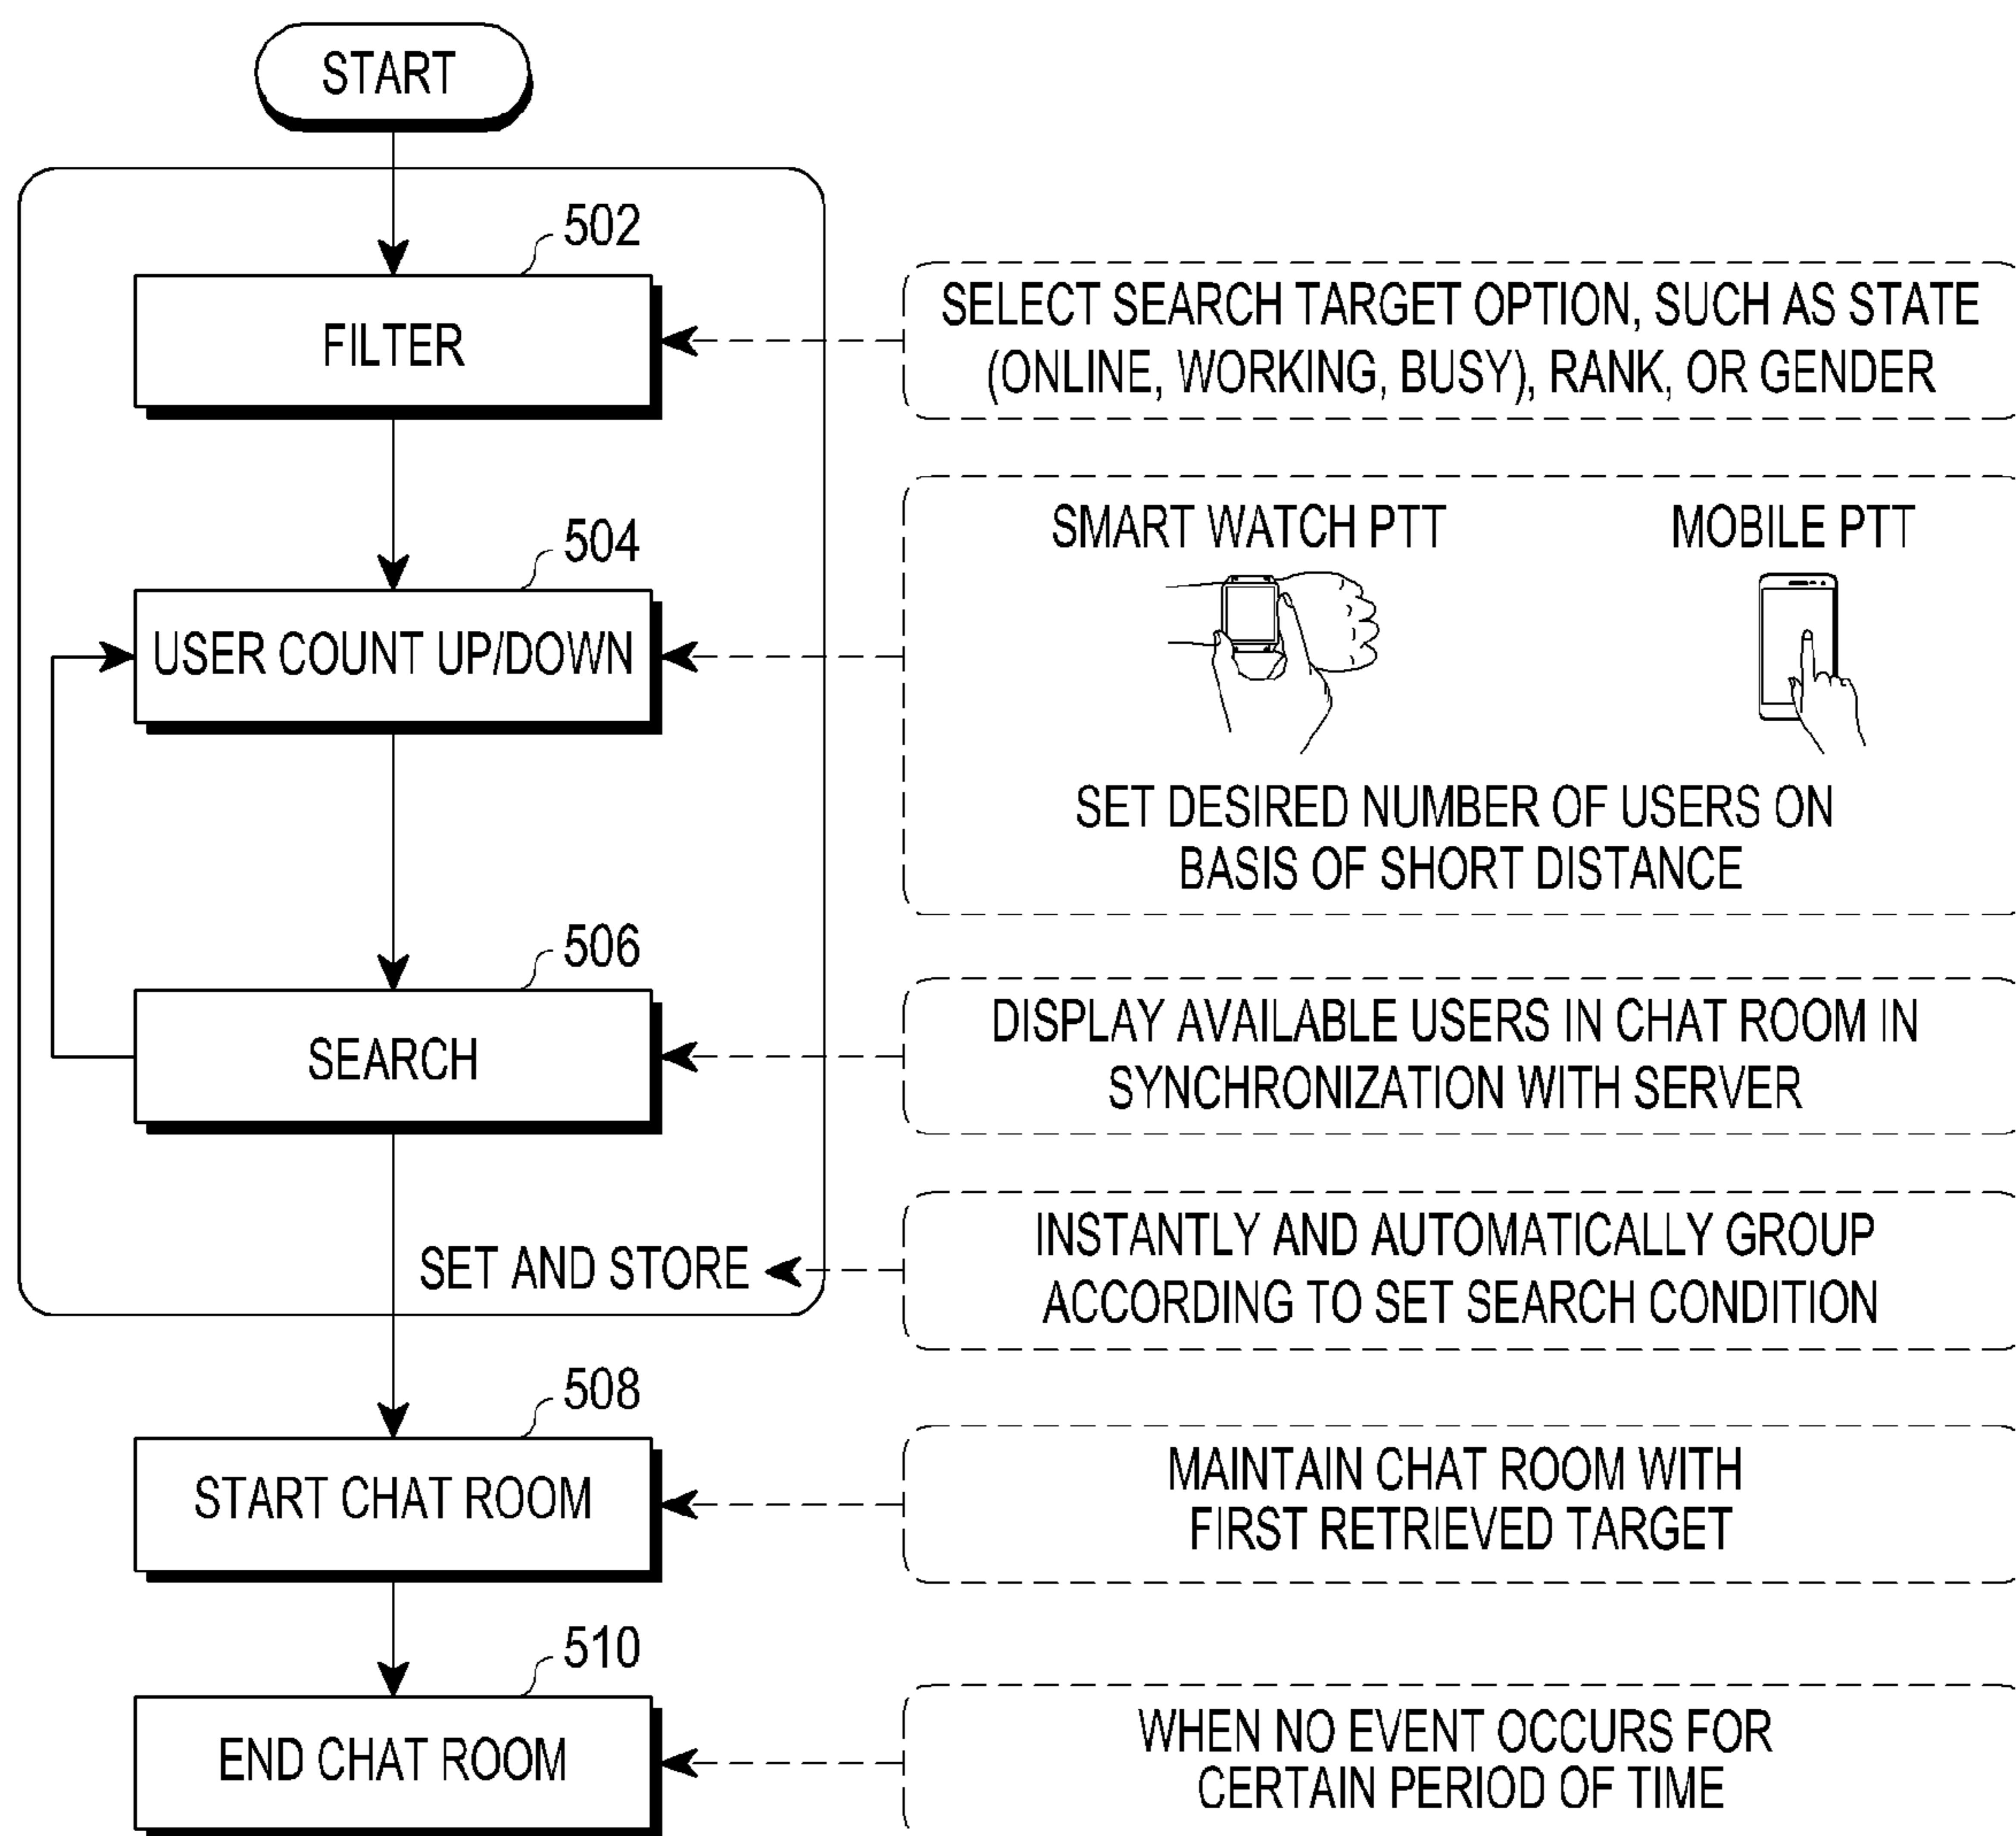 START
502
FILTER
SELECT SEARCH TARGET OPTION, SUCH AS STATE
(ONLINE, WORKING, BUSY), RANK, OR GENDER
504
USER COUNT UP/DOWN
SMART WATCH PTT
MOBILE PTT
SET DESIRED NUMBER OF USERS ON
BASIS OF SHORT DISTANCE
506
SEARCH
DISPLAY AVAILABLE USERS IN CHAT ROOM IN
SYNCHRONIZATION WITH SERVER
SET AND STORE
INSTANTLY AND AUTOMATICALLY GROUP
ACCORDING TO SET SEARCH CONDITION
508
START CHAT ROOM
MAINTAIN CHAT ROOM WITH
FIRST RETRIEVED TARGET
510
END CHAT ROOM
WHEN NO EVENT OCCURS FOR
CERTAIN PERIOD OF TIME